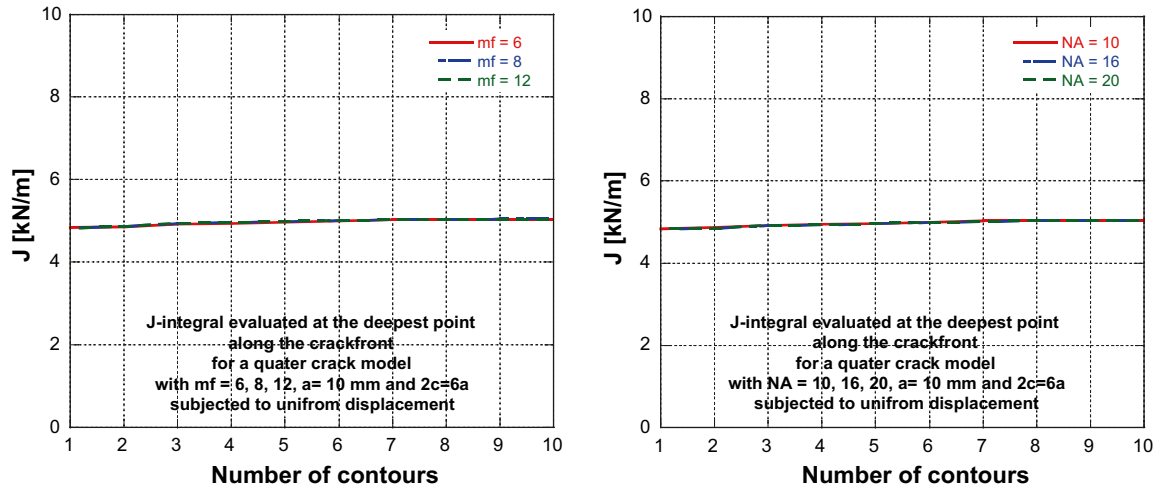 10
8
6
4
2
0
J [kN/m]
mf = 6
mf = 8
mf = 12
J-integral evaluated at the deepest point
along the crackfront
for a quater crack model
with mf = 6, 8, 12, a= 10 mm and 2c=6a
subjected to unifrom displacement
1 2 3 4 5 6 7 8 9 10
Number of contours
10
8
6
4
2
0
J [kN/m]
NA = 10
NA = 16
NA = 20
J-integral evaluated at the deepest point
along the crackfront
for a quater crack model
with NA = 10, 16, 20, a= 10 mm and 2c=6a
subjected to unifrom displacement
1 2 3 4 5 6 7 8 9 10
Number of contours